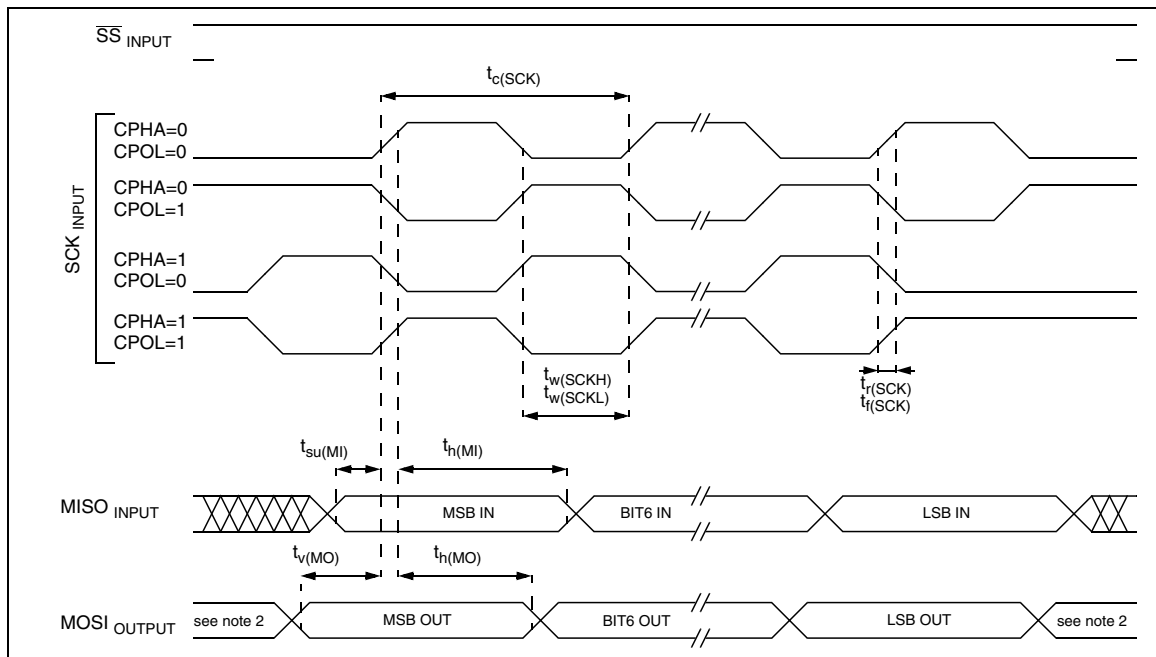 SS INPUT
tc(SCK)
SCK INPUT
CPHA=0
CPOL=0
CPHA=0
CPOL=1
CPHA=1
CPOL=0
CPHA=1
CPOL=1
tw(SCKH)
tw(SCKL)
tr(SCK)
tf(SCK)
tsu(MI)
th(MI)
MISO INPUT
MSB IN
BIT6 IN
LSB IN
tv(MO)
th(MO)
MOSI OUTPUT
see note 2
MSB OUT
BIT6 OUT
LSB OUT
see note 2